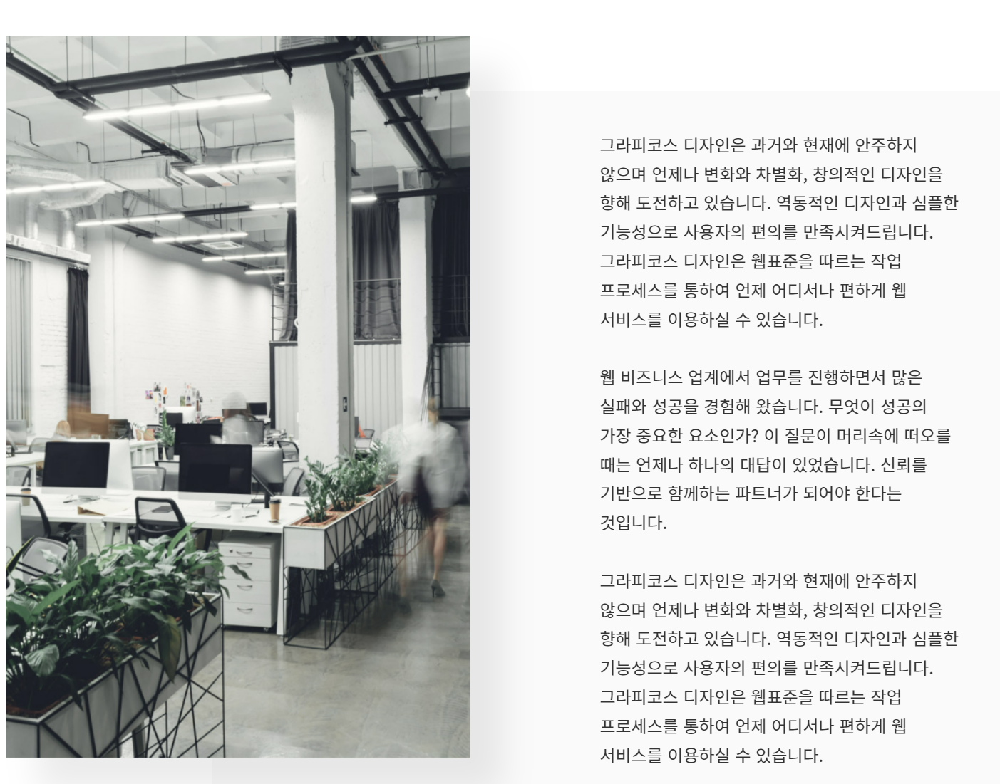 그라피코스 디자인은 과거와 현재에 안주하지
않으며 언제나 변화와 차별화, 창의적인 디자인을
향해 도전하고 있습니다. 역동적인 디자인과 심플한
기능성으로 사용자의 편의를 만족시켜드립니다.
그라피코스 디자인은 웹표준을 따르는 작업
프로세스를 통하여 언제 어디서나 편하게 웹
서비스를 이용하실 수 있습니다.
웹 비즈니스 업계에서 업무를 진행하면서 많은
실패와 성공을 경험해 왔습니다. 무엇이 성공의
가장 중요한 요소인가? 이 질문이 머리속에 떠오를
때는 언제나 하나의 대답이 있었습니다. 신뢰를
기반으로 함께하는 파트너가 되어야 한다는
것입니다.
그라피코스 디자인은 과거와 현재에 안주하지
않으며 언제나 변화와 차별화, 창의적인 디자인을
향해 도전하고 있습니다. 역동적인 디자인과 심플한
기능성으로 사용자의 편의를 만족시켜드립니다.
그라피코스 디자인은 웹표준을 따르는 작업
프로세스를 통하여 언제 어디서나 편하게 웹
서비스를 이용하실 수 있습니다.